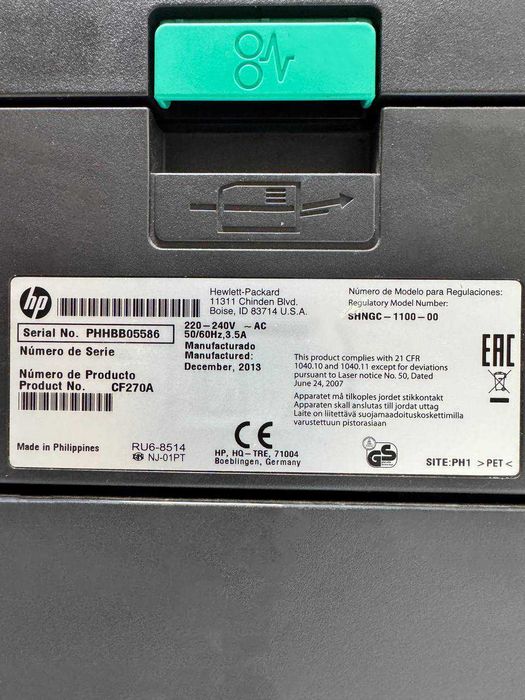 hp
Hewlett-Packard
11311 Chinden Blvd.
Boise, ID 83714 U.S.A.
Número de Modelo para Regulaciones:
Regulatory Model Number:
SHNGC-1100-00
Serial No. PHHBB05586
Número de Serie
220-240V ~ AC
50/60Hz, 3.5A
Manufacturado
Manufactured:
December, 2013
Número de Producto
Product No. CF270A
This product complies with 21 CFR
1040.10 and 1040.11 except for deviations
pursuant to Laser notice No. 50, Dated
June 24, 2007
Apparatet må tilkoples jordet stikkontakt
Apparaten skall anslutas till jordat uttag
Laite on liitettävä suojamaadoituskoskettimilla
varustettuun pistorasiaan
EAC
Made in Philippines
RU6-8514
NJ-01PT
CE
HP, HQ-TRE, 71004
Boeblingen, Germany
GS
SITE:PH1 >PET<